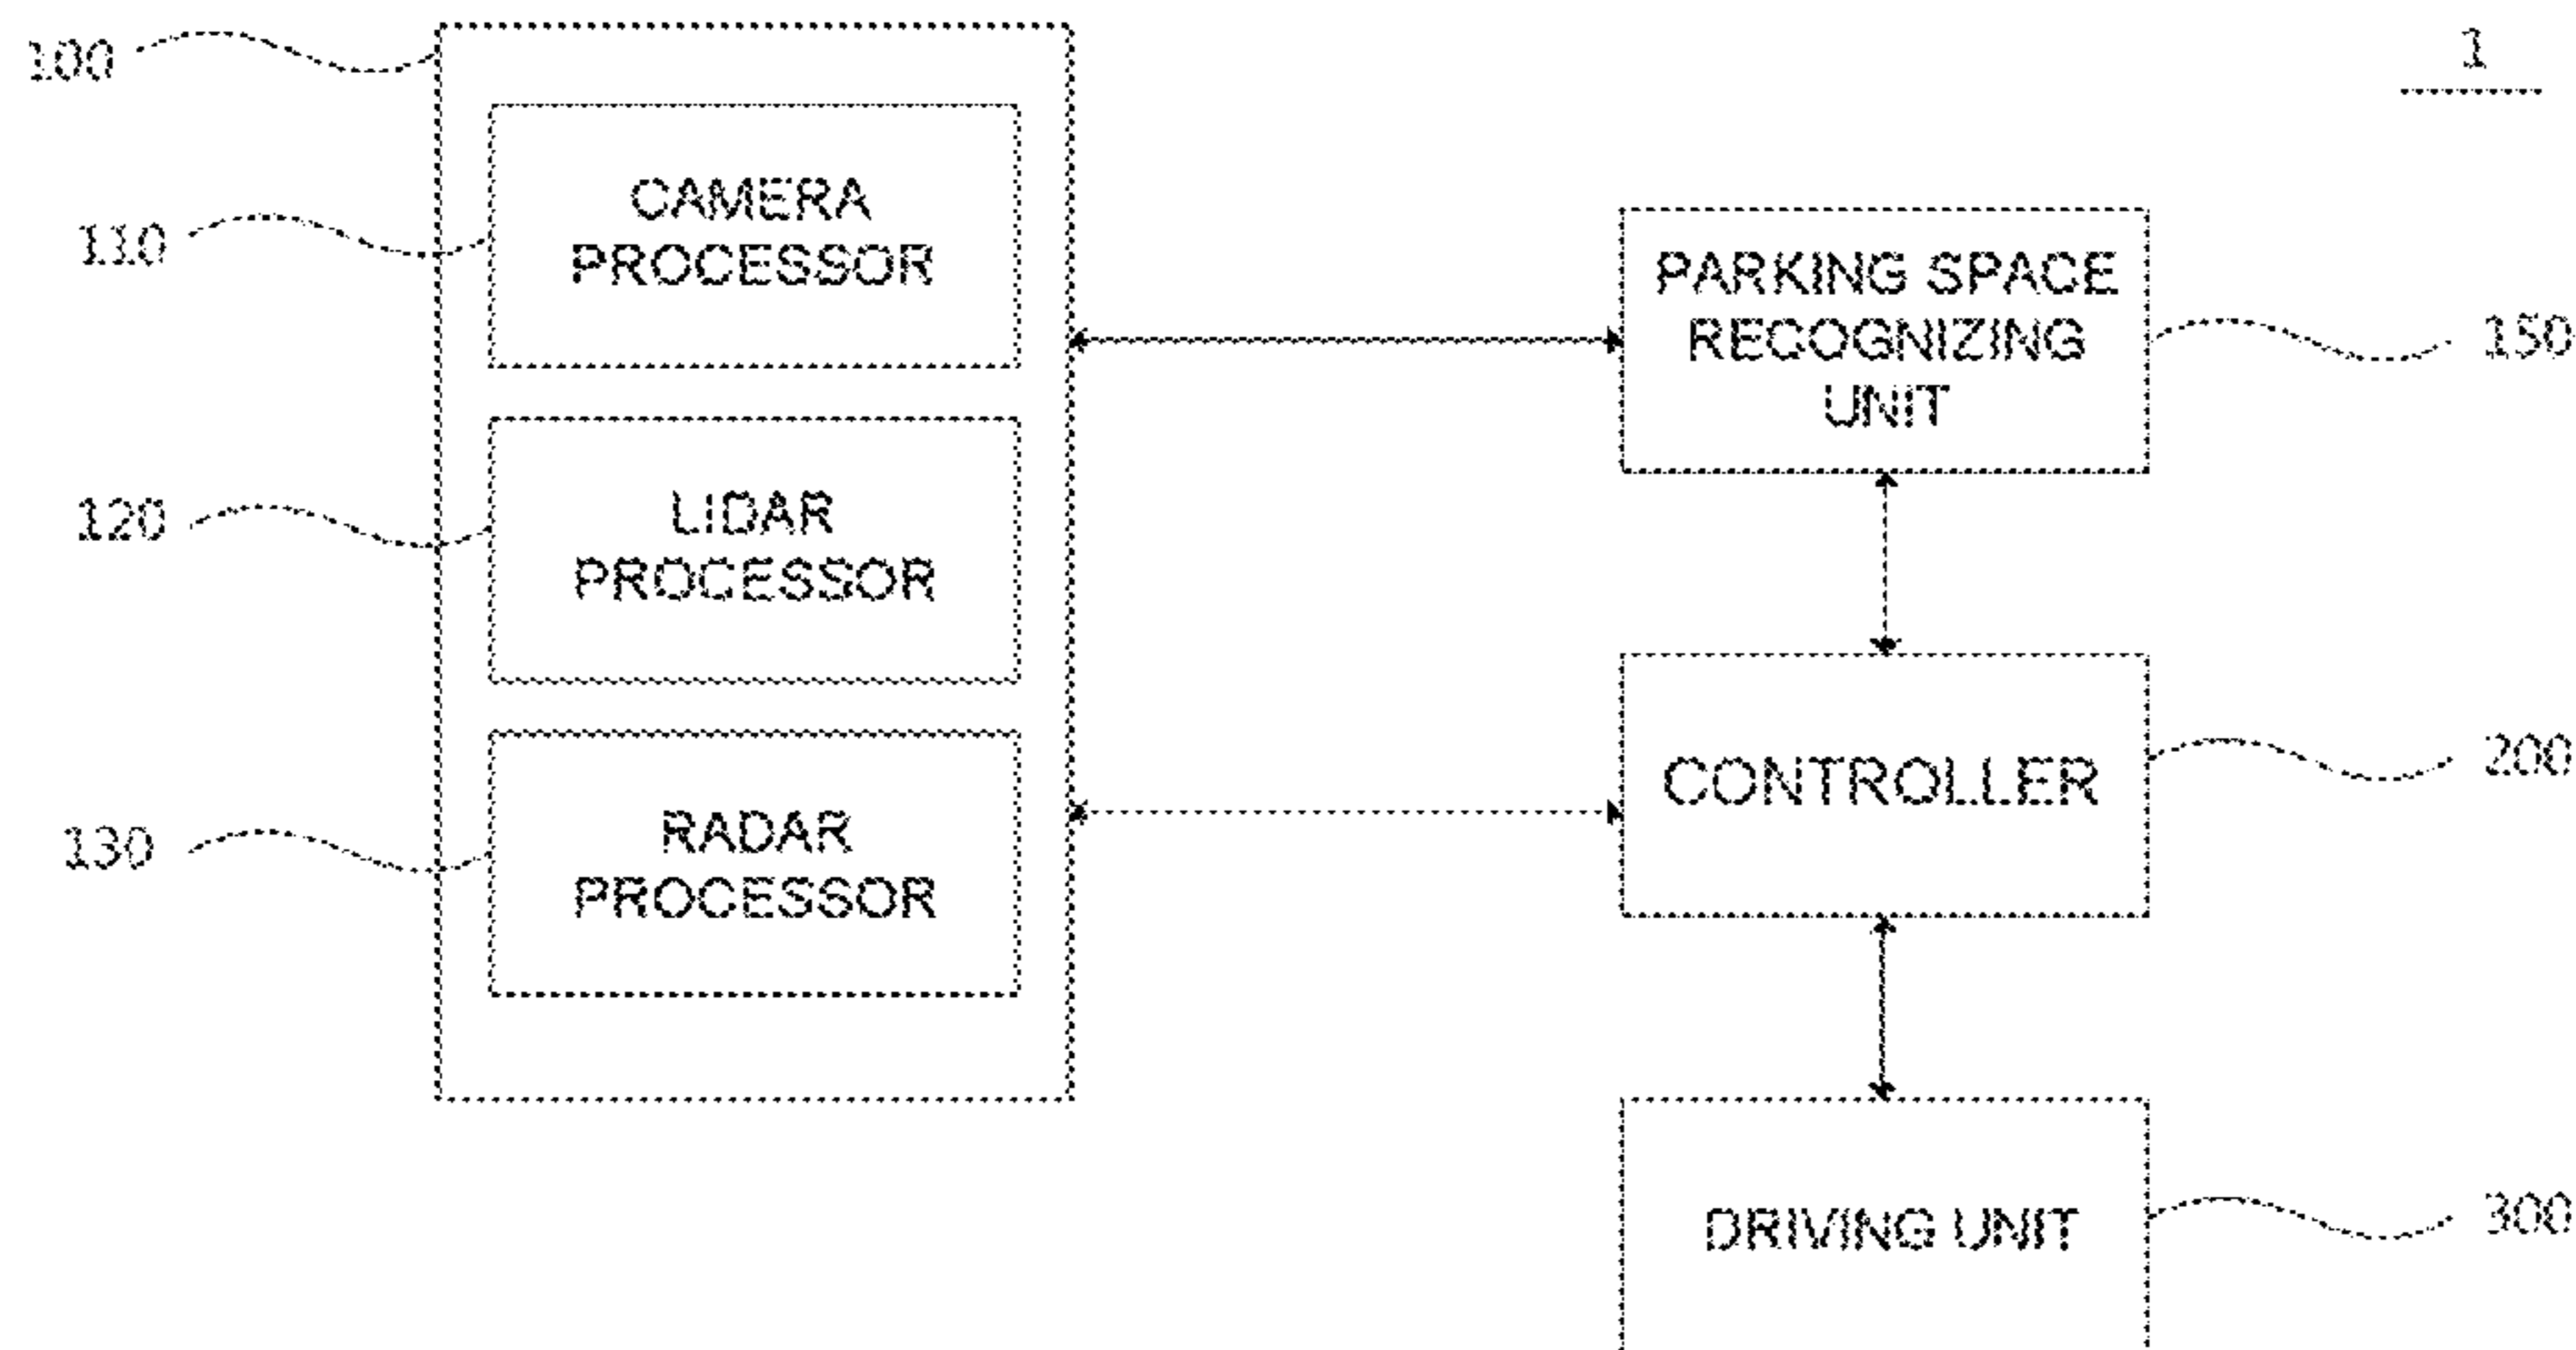 100
1
CAMERA
PROCESSOR
110
PARKING SPACE
RECOGNIZING
UNIT
150
LIDAR
PROCESSOR
120
CONTROLLER
200
RADAR
PROCESSOR
130
DRIVING UNIT
300